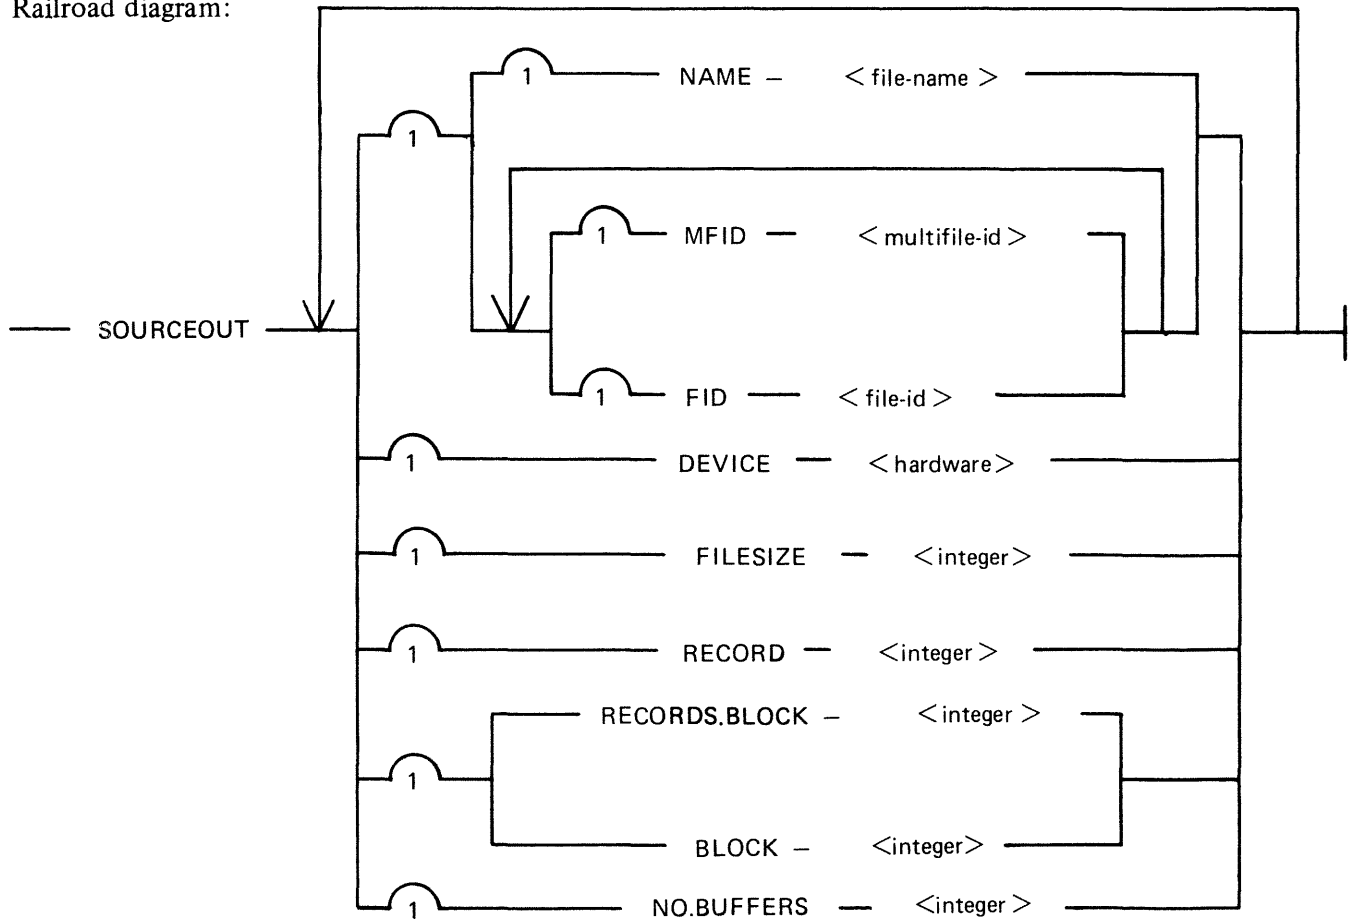 Railroad diagram:
1 NAME – <file-name>
1
1 MFID — <multifile-id>
SOURCEOUT
1 FID — <file-id>
1 DEVICE — <hardware>
1 FILESIZE — <integer>
1 RECORD — <integer>
RECORDS.BLOCK – <integer>
1
BLOCK – <integer>
1 NO.BUFFERS — <integer>